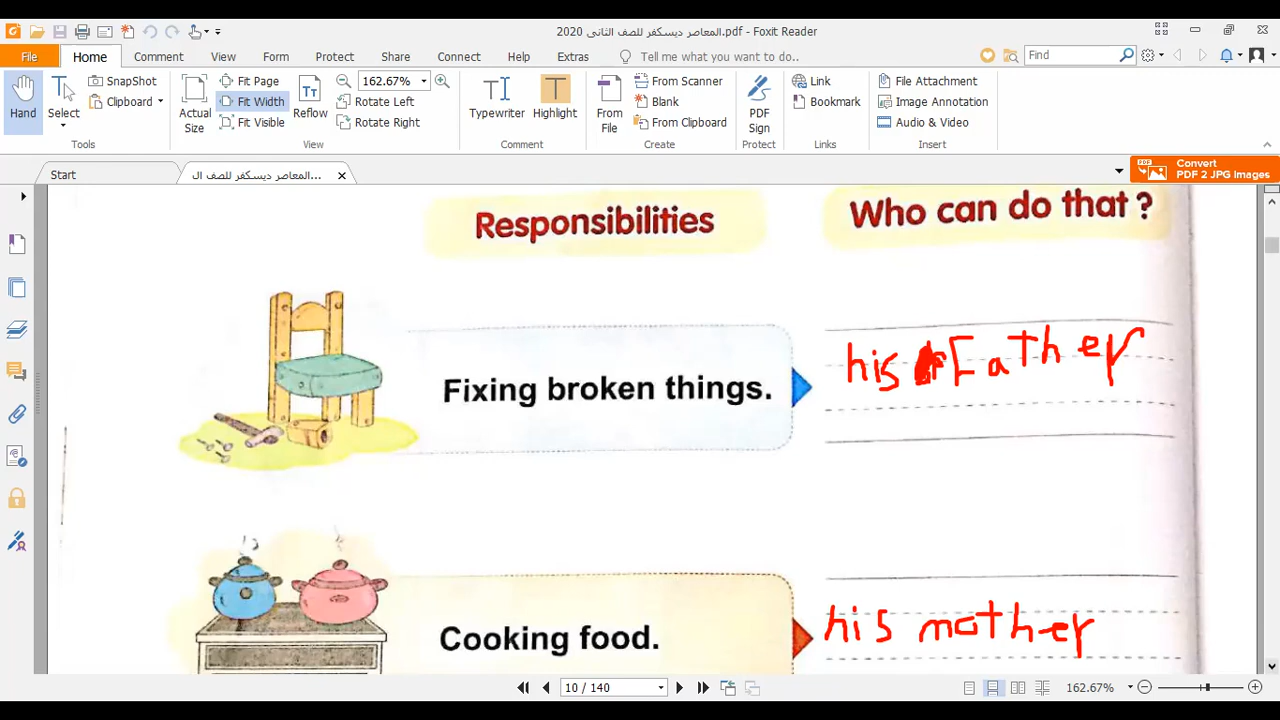 المعاصر ديسكفر للصف الثانى 2020.pdf - Foxit Reader
File Home Comment View Form Protect Share Connect Help Extras Tell me what you want to do.. Find
Hand
Select
SnapShot
Clipboard
Tools
Actual Size
Fit Page
Fit Width
Fit Visible
Reflow
162.67%
Rotate Left
Rotate Right
View
Typewriter
Highlight
Comment
From File
From Scanner
Blank
From Clipboard
Create
PDF Sign
Protect
Link
Bookmark
Links
File Attachment
Image Annotation
Audio & Video
Insert
Start
المعاصر ديسكفر للصف ال...
Convert
PDF 2 JPG Images
Responsibilities
Who can do that ?
Fixing broken things.
his Father
Cooking food.
his mother
10 / 140
162.67%